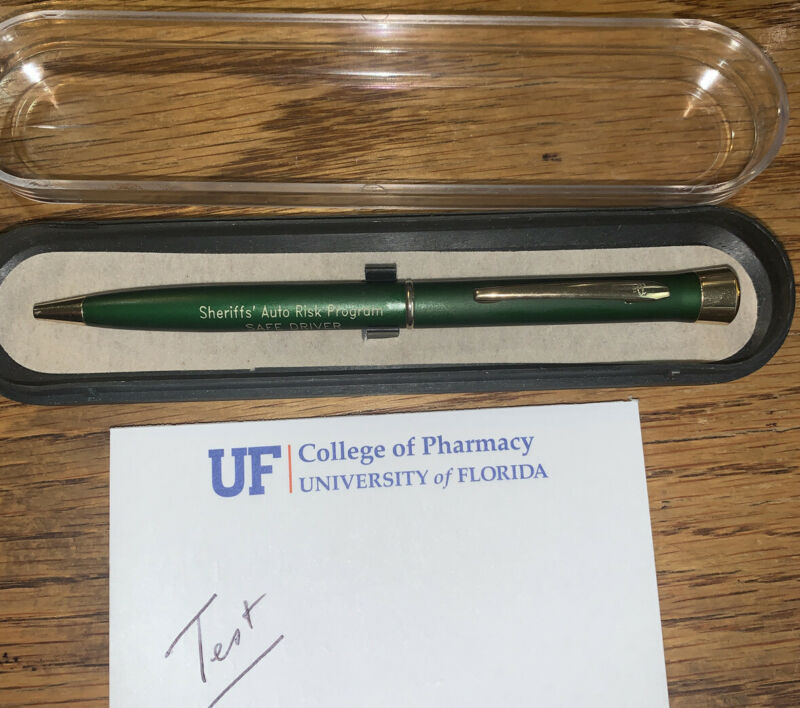 Sheriffs' Auto Risk Program
SAFE DRIVER
UF
College of Pharmacy
UNIVERSITY of FLORIDA
Test